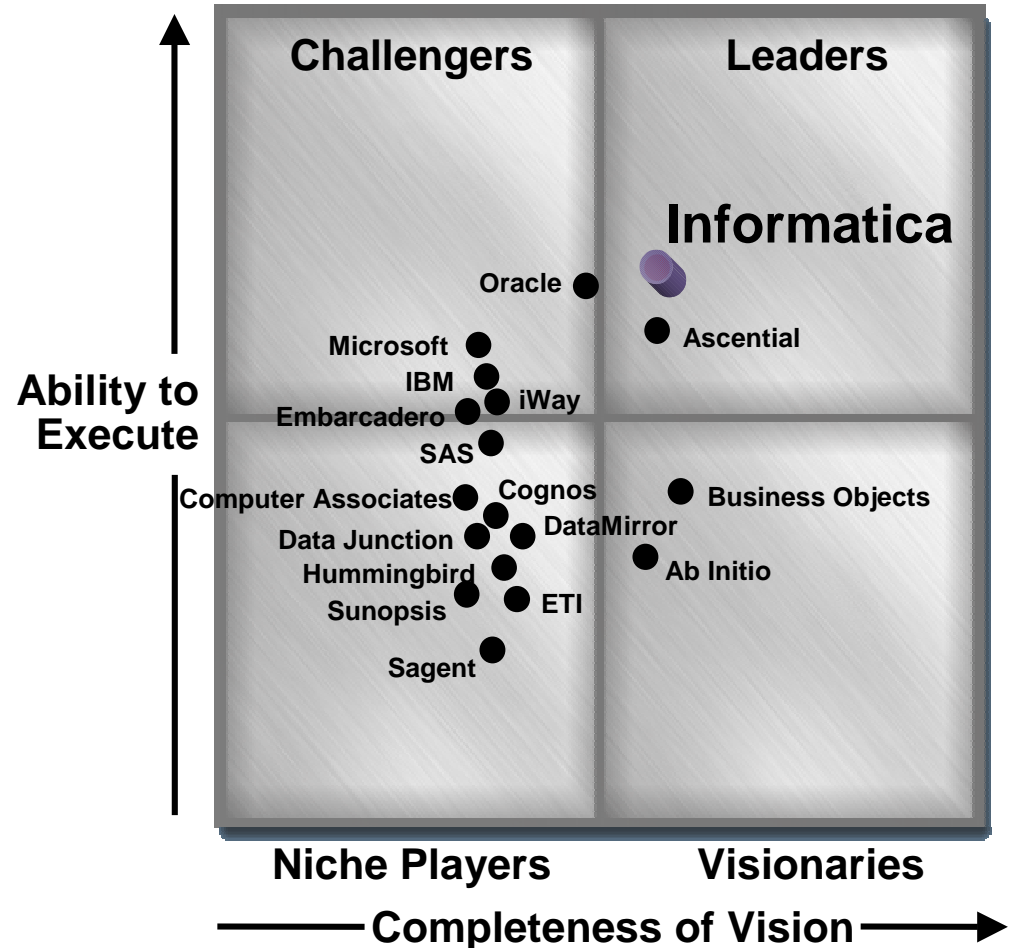 Challengers
Leaders
Informatica
Oracle
Ascential
Microsoft
IBM
iWay
Ability to
Execute
Embarcadero
SAS
Cognos
Computer Associates
Business Objects
DataMirror
Data Junction
Ab Initio
Hummingbird
Sunopsis
ETI
Sagent
Niche Players
Visionaries
Completeness of Vision